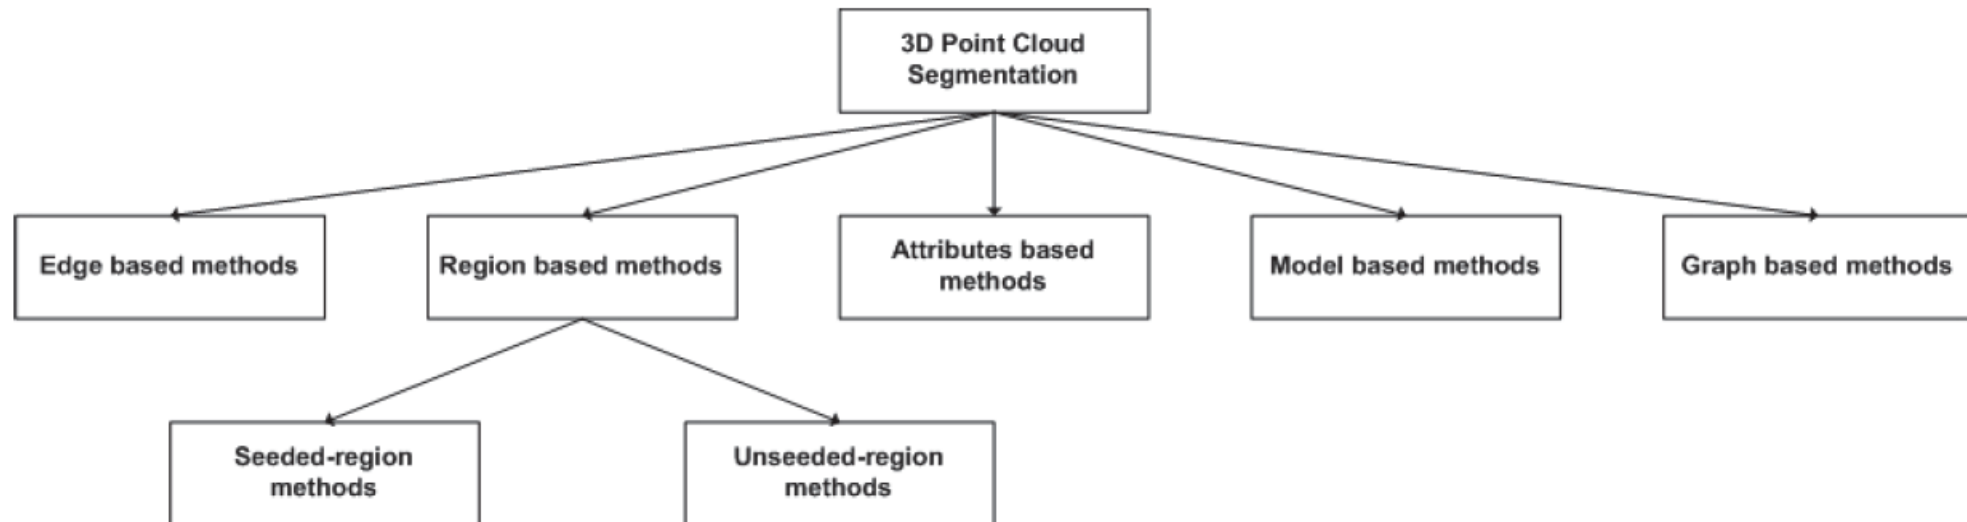 3D Point Cloud
Segmentation
Edge based methods
Region based methods
Attributes based
methods
Model based methods
Graph based methods
Seeded-region
methods
Unseeded-region
methods